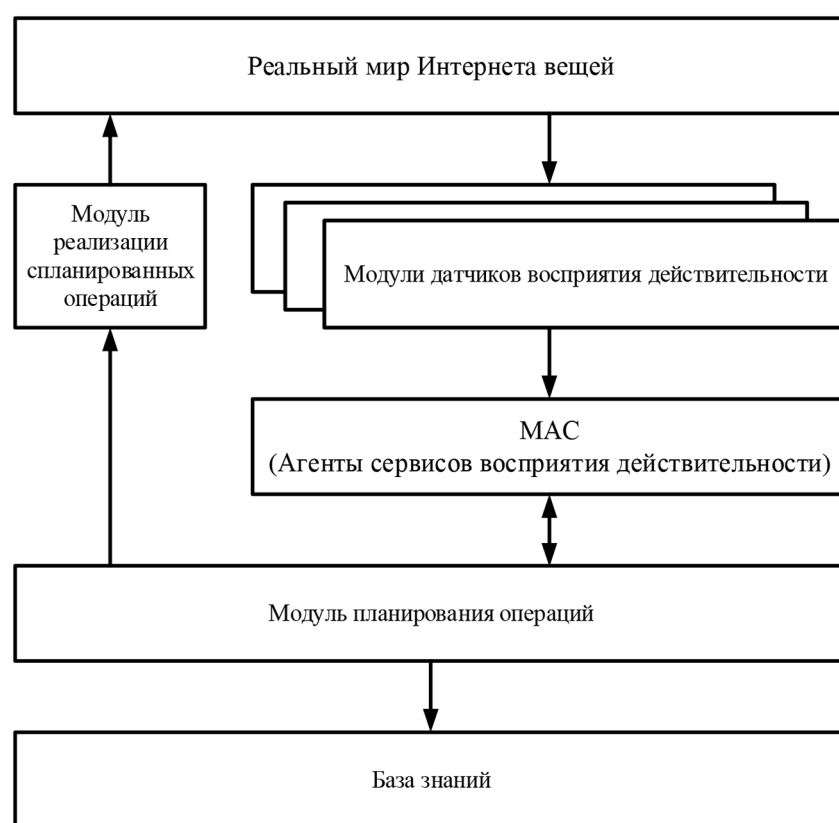 Реальный мир Интернета вещей
Модуль
реализации
спланированных
операций
Модули датчиков восприятия действительности
МАС
(Агенты сервисов восприятия действительности)
Модуль планирования операций
База знаний